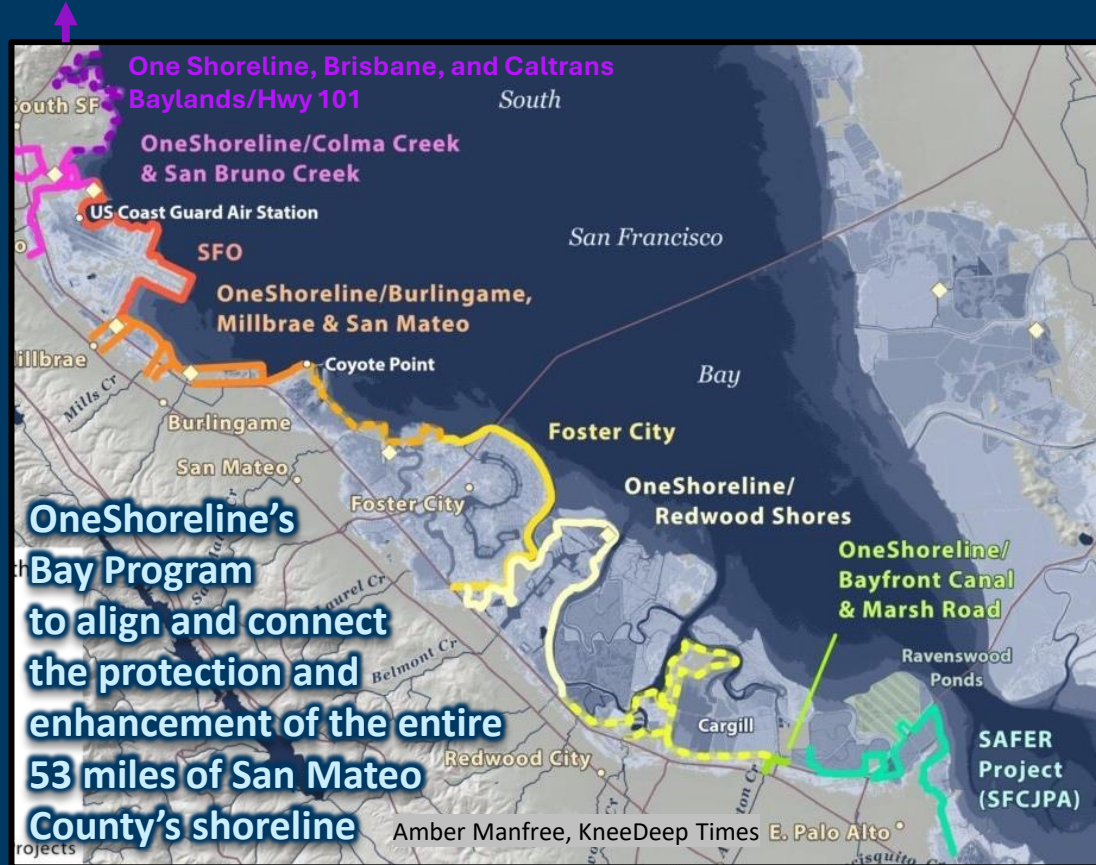 One Shoreline, Brisbane, and Caltrans
Baylands/Hwy 101
South SF
South
OneShoreline/Colma Creek
& San Bruno Creek
US Coast Guard Air Station
San Francisco
SFO
OneShoreline/Burlingame,
Millbrae & San Mateo
illbrae
Coyote Point
Bay
Mills Cr
Burlingame
Foster City
San Mateo
Foster City
OneShoreline/
Redwood Shores
OneShoreline/
Bayfront Canal
& Marsh Road
OneShoreline's
Bay Program
to align and connect
the protection and
enhancement of the entire
53 miles of San Mateo
County's shoreline
aurel Cr
Belmont Cr
Ravenswood
Ponds
Cargill
Redwood City
SAFER
Project
(SFCJPA)
Amber Manfree, KneeDeep Times
E. Palo Alto
rojects